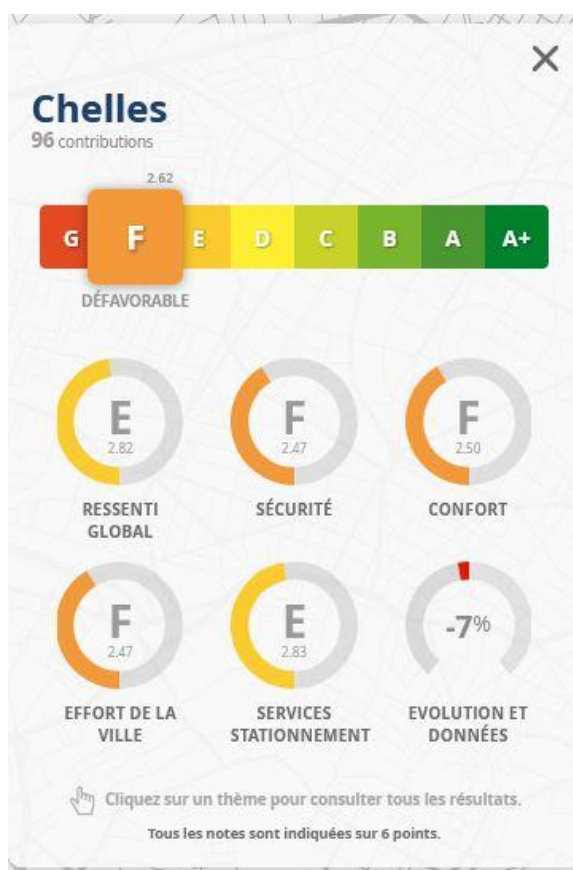 Chelles
96 contributions
2.62
G F E D C B A A+
DÉFAVORABLE
E
2.82
RESSENTI
GLOBAL
F
2.47
SÉCURITÉ
F
2.50
CONFORT
F
2.47
EFFORT DE LA
VILLE
E
2.83
SERVICES
STATIONNEMENT
-7%
EVOLUTION ET
DONNÉES
Cliquez sur un thème pour consulter tous les résultats.
Tous les notes sont indiquées sur 6 points.